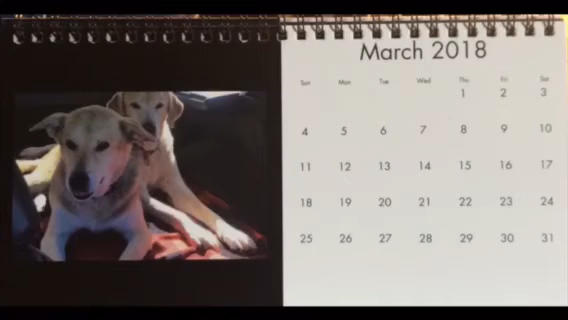 March 2018
Sun Mon Tue Wed Thu Fri Sat
1 2 3
4 5 6 7 8 9 10
11 12 13 14 15 16 17
18 19 20 21 22 23 24
25 26 27 28 29 30 31